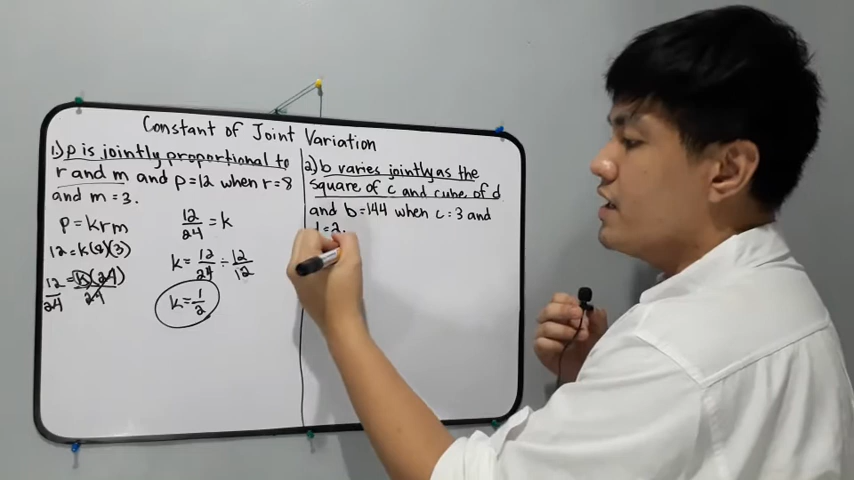 Constant of Joint Variation
1) p is jointly proportional to
r and m and p=12 when r=8
and m=3.
p=krm
12=k(8)(3)
12/24=k(24)/24
12/24=k
k=12/24÷12/12
k=1/2
2) b varies jointly as the
square of c and cube of d
and b=144 when c=3 and
d=2.